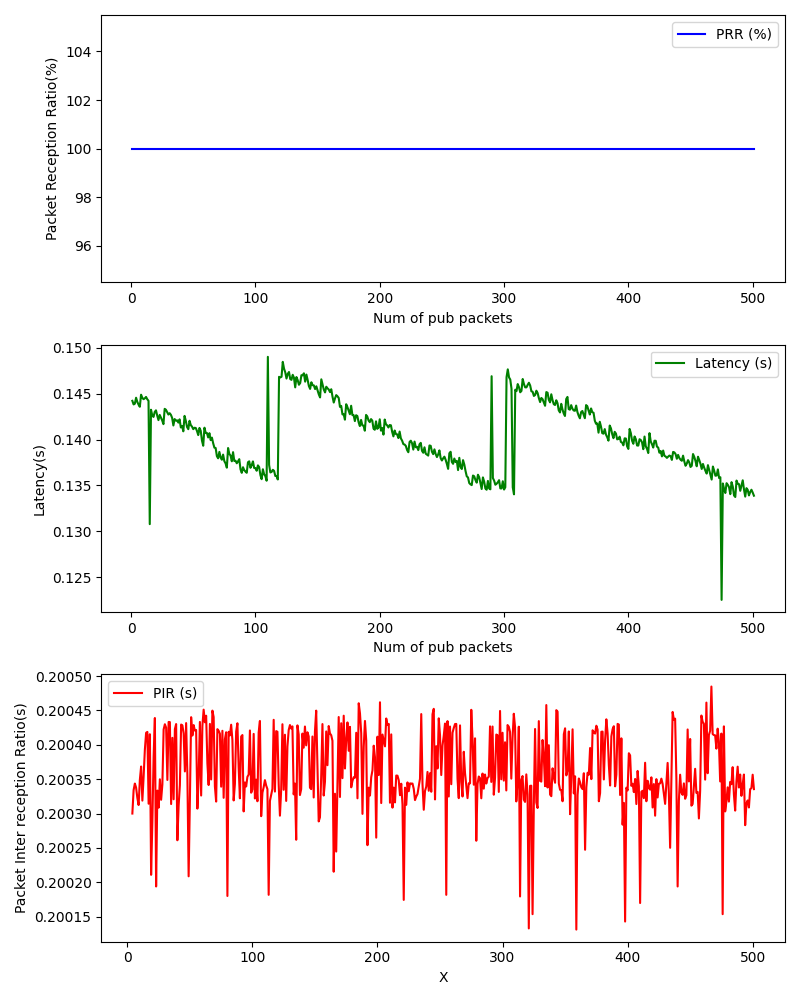 PRR (%)
104
102
100
98
96
Packet Reception Ratio(%)
0 100 200 300 400 500
Num of pub packets
Latency (s)
0.150
0.145
0.140
0.135
0.130
0.125
Latency(s)
0 100 200 300 400 500
Num of pub packets
PIR (s)
0.20050
0.20045
0.20040
0.20035
0.20030
0.20025
0.20020
0.20015
Packet Inter reception Ratio(s)
0 100 200 300 400 500
X